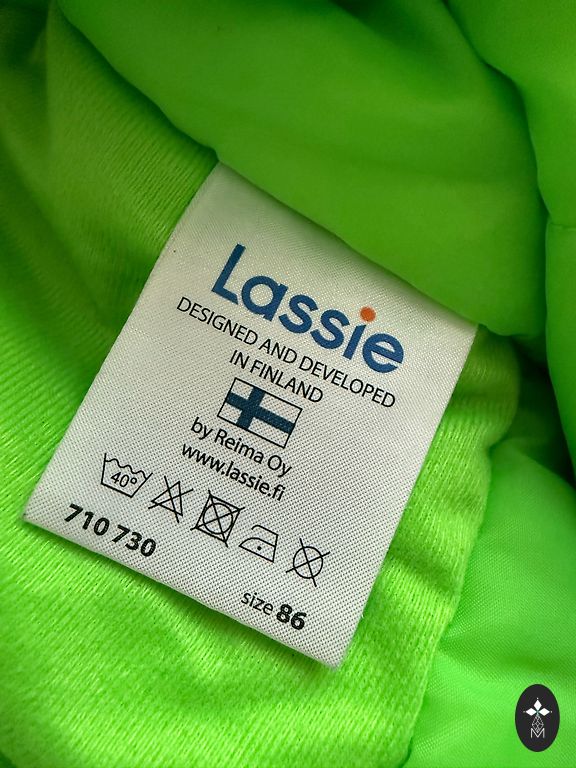 Lassie
DESIGNED AND DEVELOPED
IN FINLAND
by Reima Oy
www.lassie.fi
40°
710 730
size 86
M